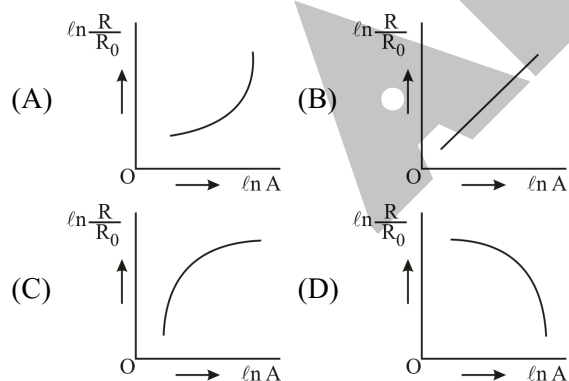 (A) ℓn R/R₀
O ℓn A
(B) ℓn R/R₀
O ℓn A
(C) ℓn R/R₀
O ℓn A
(D) ℓn R/R₀
O ℓn A